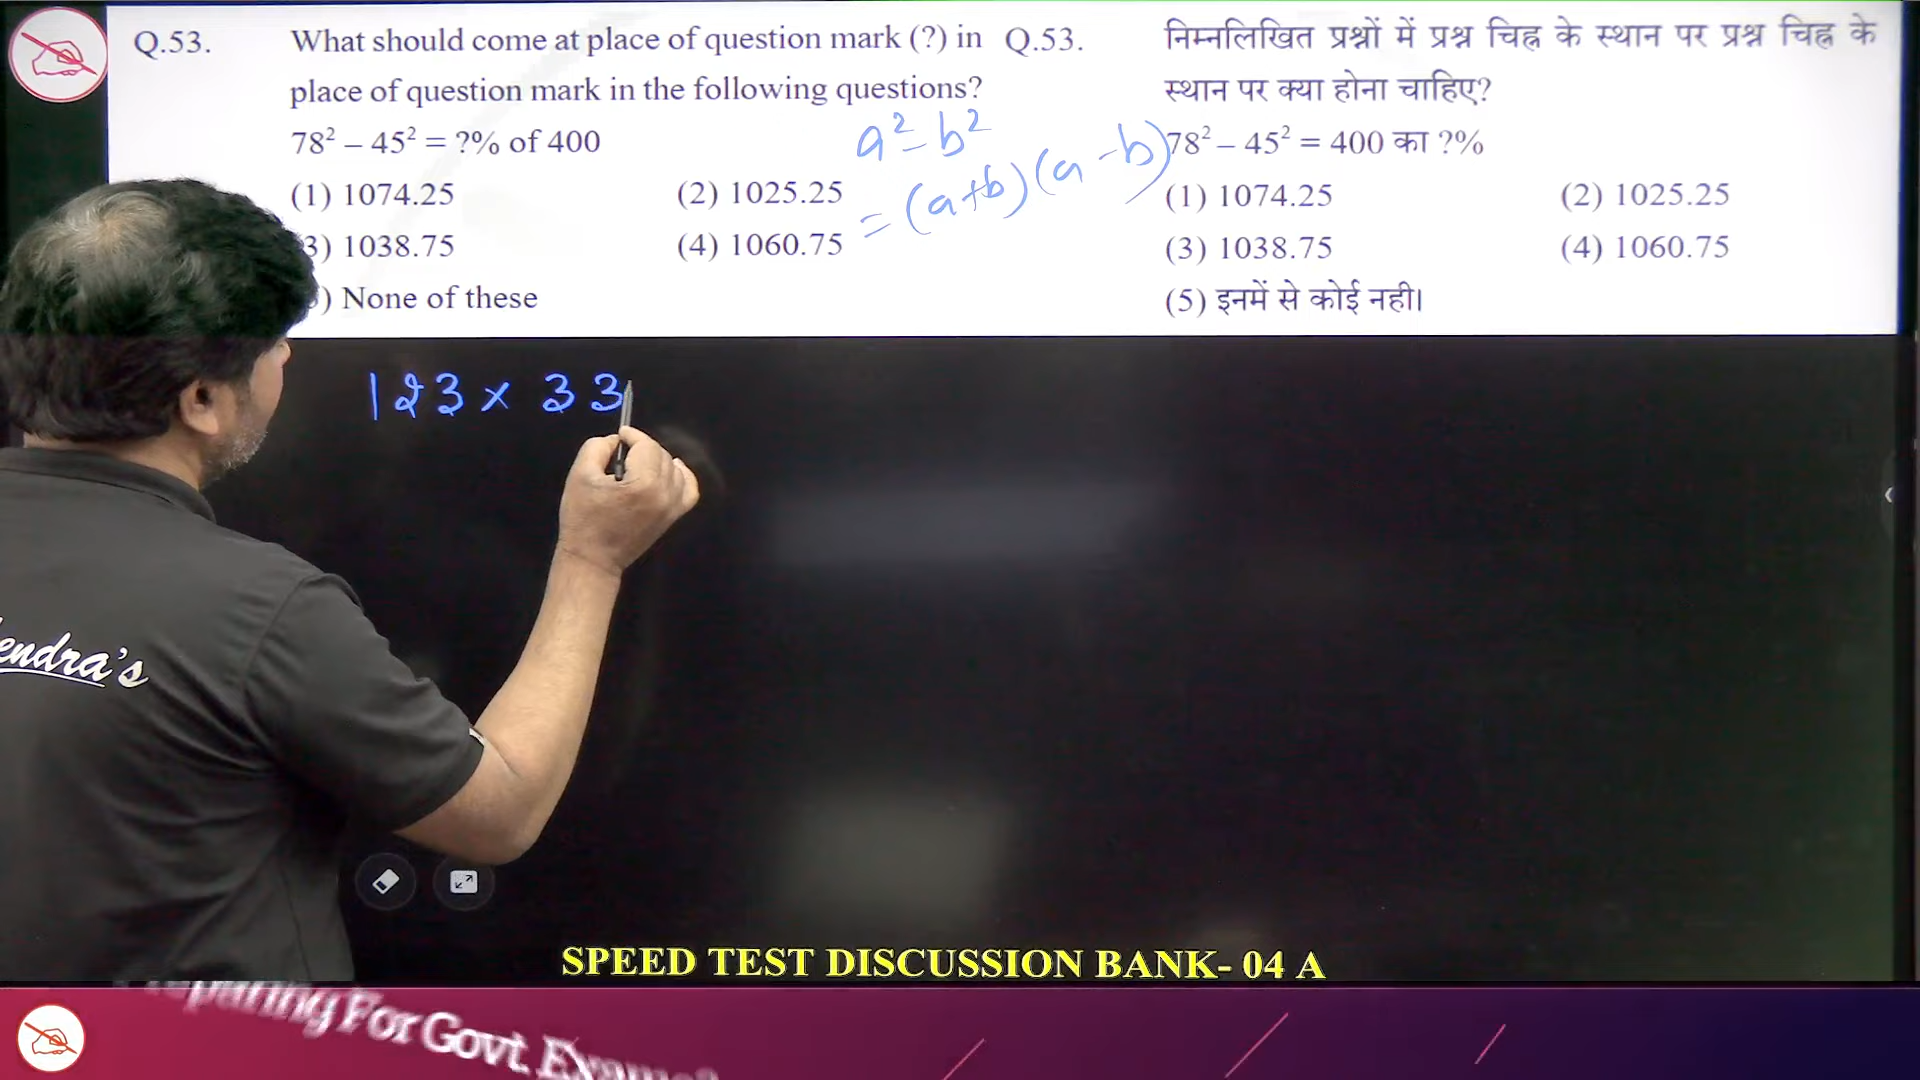 Q.53. What should come at place of question mark (?) in
place of question mark in the following questions?
78² – 45² = ?% of 400
(1) 1074.25 (2) 1025.25
3) 1038.75 (4) 1060.75
) None of these
a² – b²
= (a+b)(a-b)
Q.53. निम्नलिखित प्रश्नों में प्रश्न चिह्न के स्थान पर प्रश्न चिह्न के
स्थान पर क्या होना चाहिए?
78² – 45² = 400 का ?%
(1) 1074.25 (2) 1025.25
(3) 1038.75 (4) 1060.75
(5) इनमें से कोई नही।
123 × 33
endra's
SPEED TEST DISCUSSION BANK- 04 A
Preparing For Govt. Exams?